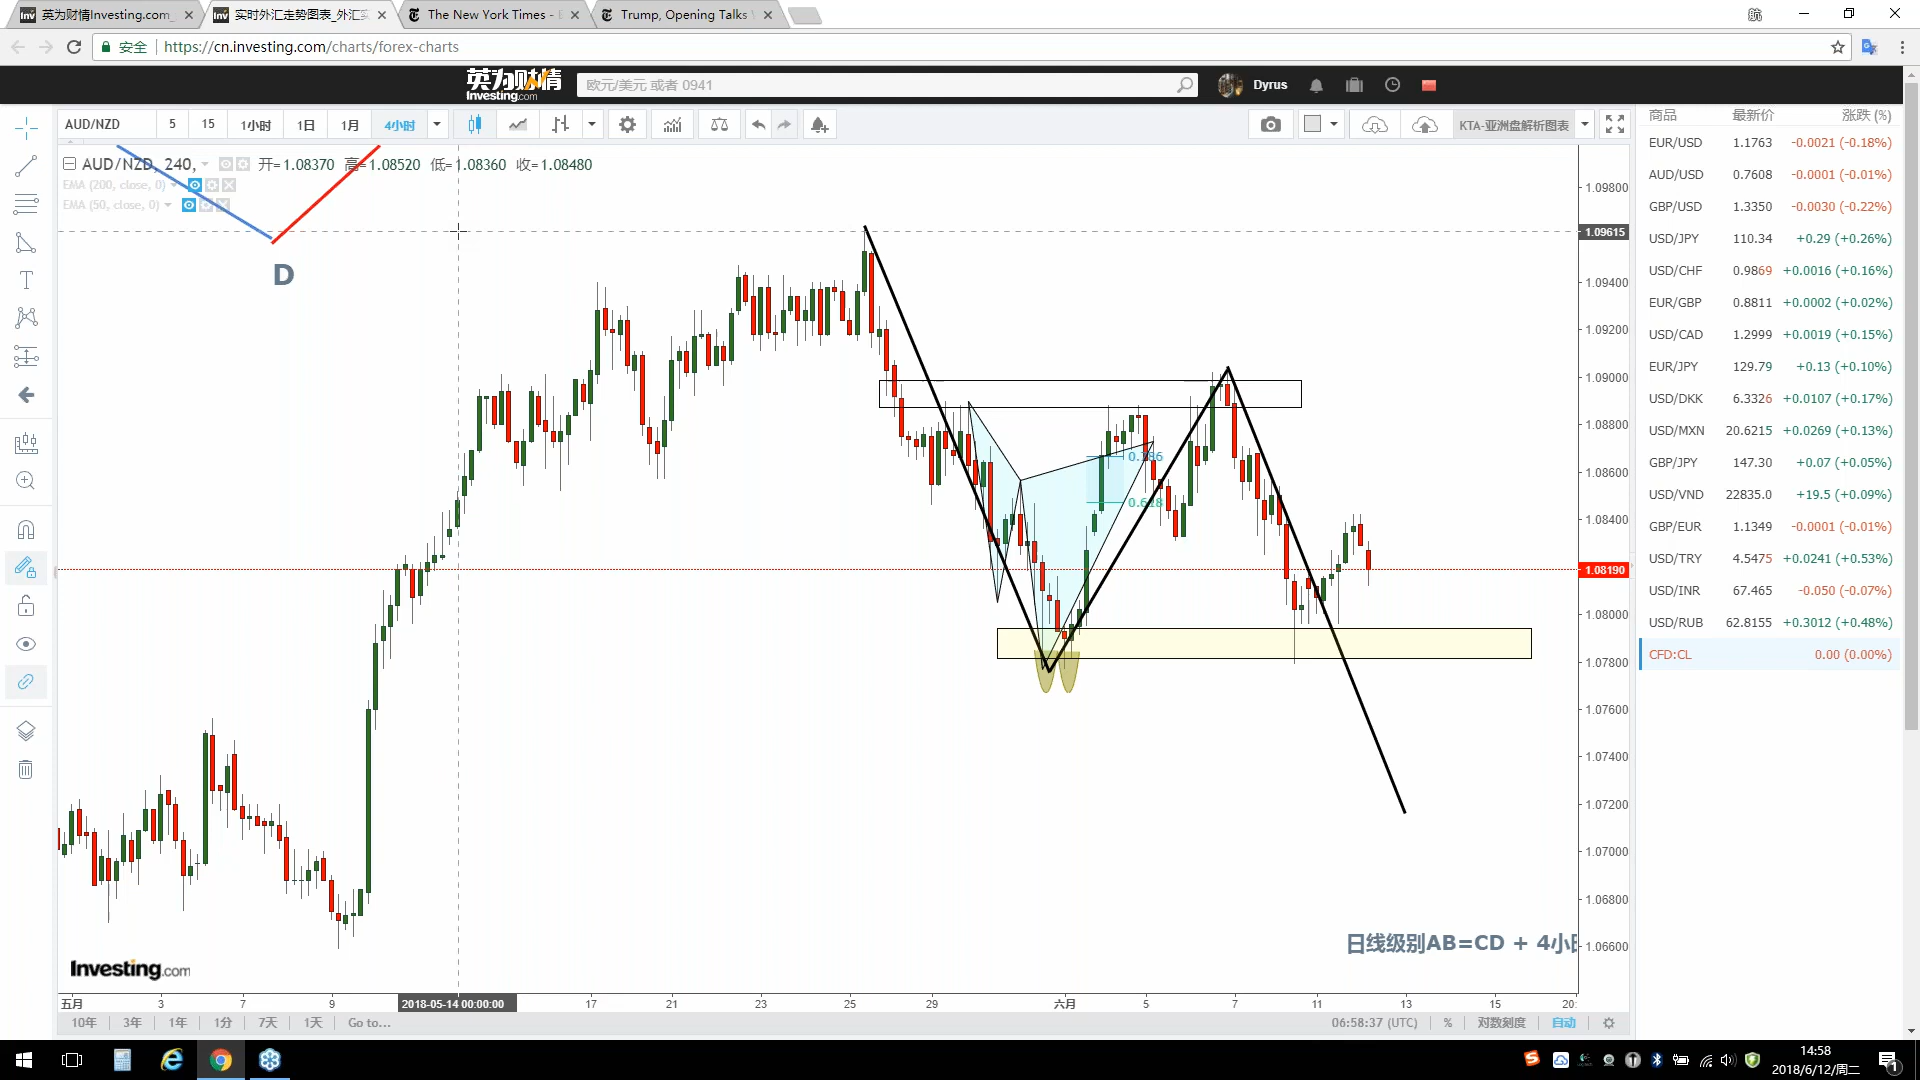 英为财情Investing.com_
实时外汇走势图表_外汇实
The New York Times - 
Trump, Opening Talks
安全 https://cn.investing.com/charts/forex-charts
英为财情
Investing.com
欧元/美元 或者 0941
Dyrus
AUD/NZD 5 15 1小时 1日 1月 4小时
KTA-亚洲盘解析图表
AUD/NZD, 240, 开=1.08370 高=1.08520 低=1.08360 收=1.08480
EMA (200, close, 0)
EMA (50, close, 0)
D
0.786
0.618
日线级别AB=CD + 4小
Investing.com
1.09800
1.09615
1.09400
1.09200
1.09000
1.08800
1.08600
1.08400
1.08190
1.08000
1.07800
1.07600
1.07400
1.07200
1.07000
1.06800
1.06600
五月 3 7 9 2018-05-14 00:00:00 17 21 23 25 29 六月 5 7 11 13 15 20:
10年 3年 1年 1分 7天 1天 Go to... 06:58:37 (UTC) % 对数刻度 自动
商品 最新价 涨跌 (%)
EUR/USD 1.1763 -0.0021 (-0.18%)
AUD/USD 0.7608 -0.0001 (-0.01%)
GBP/USD 1.3350 -0.0030 (-0.22%)
USD/JPY 110.34 +0.29 (+0.26%)
USD/CHF 0.9869 +0.0016 (+0.16%)
EUR/GBP 0.8811 +0.0002 (+0.02%)
USD/CAD 1.2999 +0.0019 (+0.15%)
EUR/JPY 129.79 +0.13 (+0.10%)
USD/DKK 6.3326 +0.0107 (+0.17%)
USD/MXN 20.6215 +0.0269 (+0.13%)
GBP/JPY 147.30 +0.07 (+0.05%)
USD/VND 22835.0 +19.5 (+0.09%)
GBP/EUR 1.1349 -0.0001 (-0.01%)
USD/TRY 4.5475 +0.0241 (+0.53%)
USD/INR 67.465 -0.050 (-0.07%)
USD/RUB 62.8155 +0.3012 (+0.48%)
CFD:CL 0.00 (0.00%)
14:58
2018/6/12/周二
1